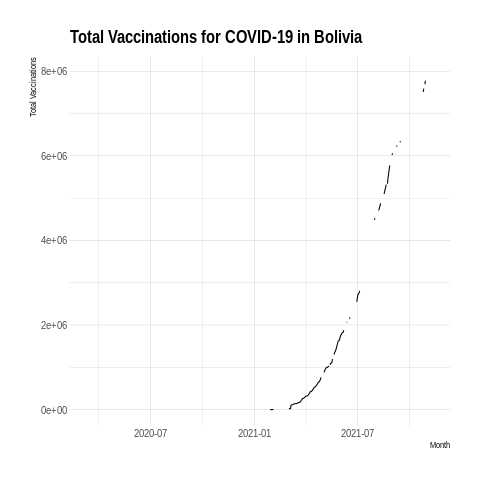 Total Vaccinations for COVID-19 in Bolivia
Total Vaccinations
8e+06
6e+06
4e+06
2e+06
0e+00
2020-07
2021-01
2021-07
Month